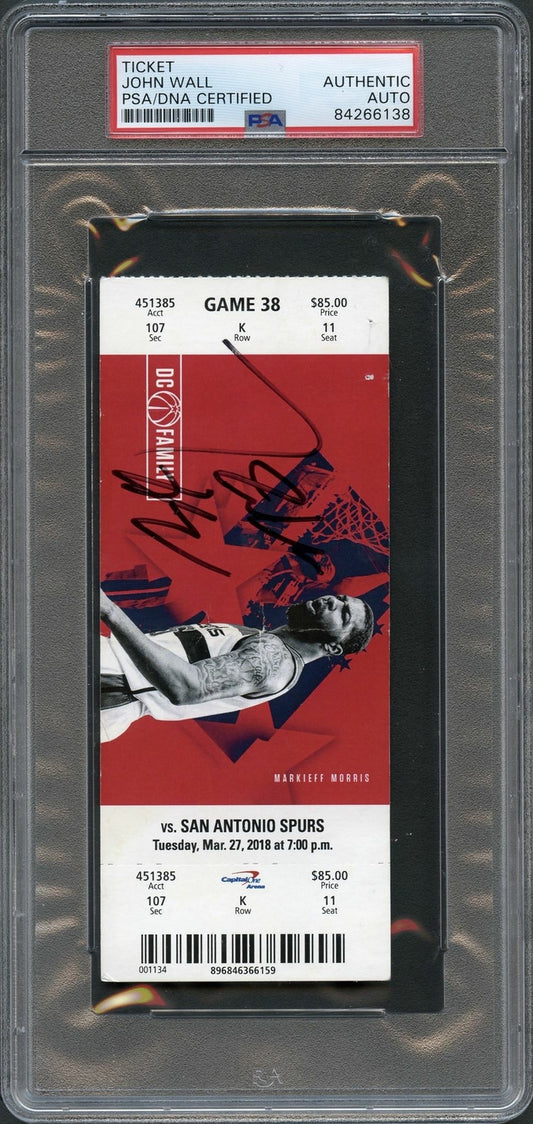 TICKET
JOHN WALL
PSA/DNA CERTIFIED
AUTHENTIC
AUTO
84266138
PSA
451385
Acct
GAME 38
$85.00
Price
107
Sec
K
Row
11
Seat
DC FAMILY
MARKIEFF MORRIS
vs. SAN ANTONIO SPURS
Tuesday, Mar. 27, 2018 at 7:00 p.m.
451385
Acct
Capital One
Arena
$85.00
Price
107
Sec
K
Row
11
Seat
001134
896846366159
PSA